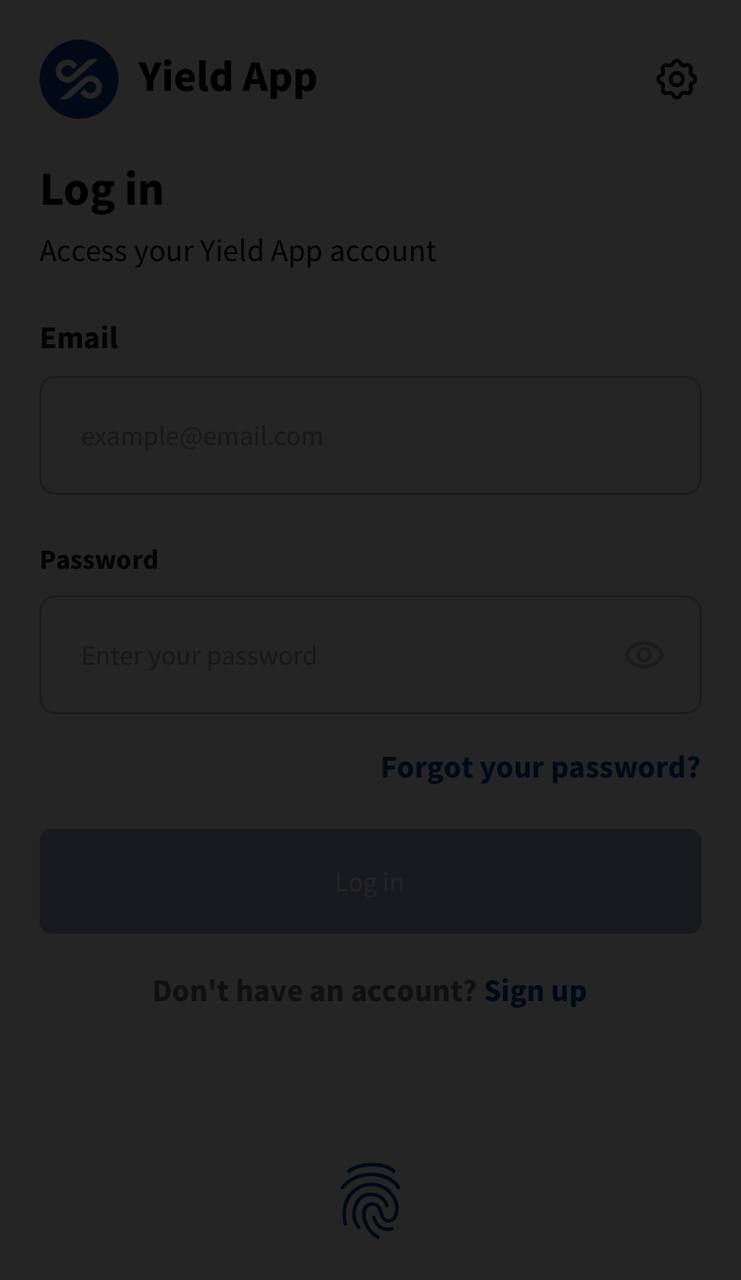 Yield App
Log in
Access your Yield App account
Email
example@email.com
Password
Enter your password
Forgot your password?
Log in
Don't have an account? Sign up